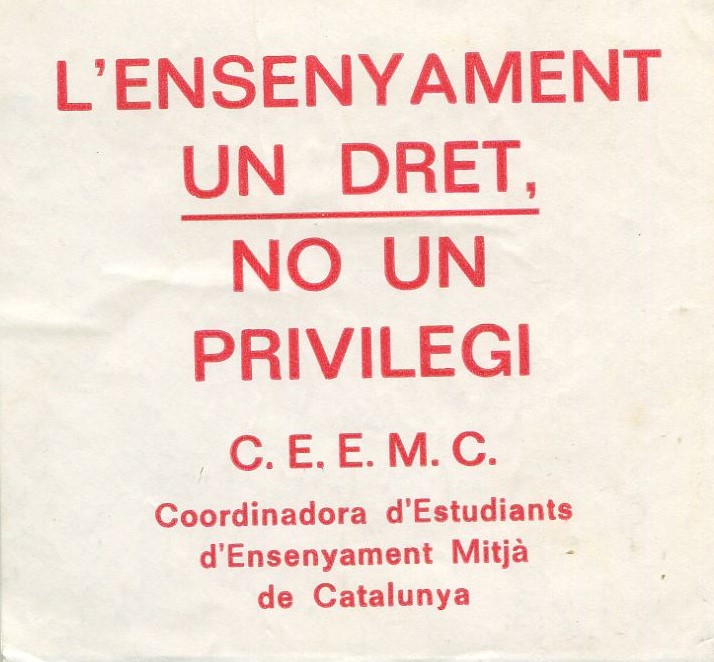 L'ENSENYAMENT
UN DRET,
NO UN
PRIVILEGI
C. E. E. M. C.
Coordinadora d'Estudiants
d'Ensenyament Mitjà
de Catalunya